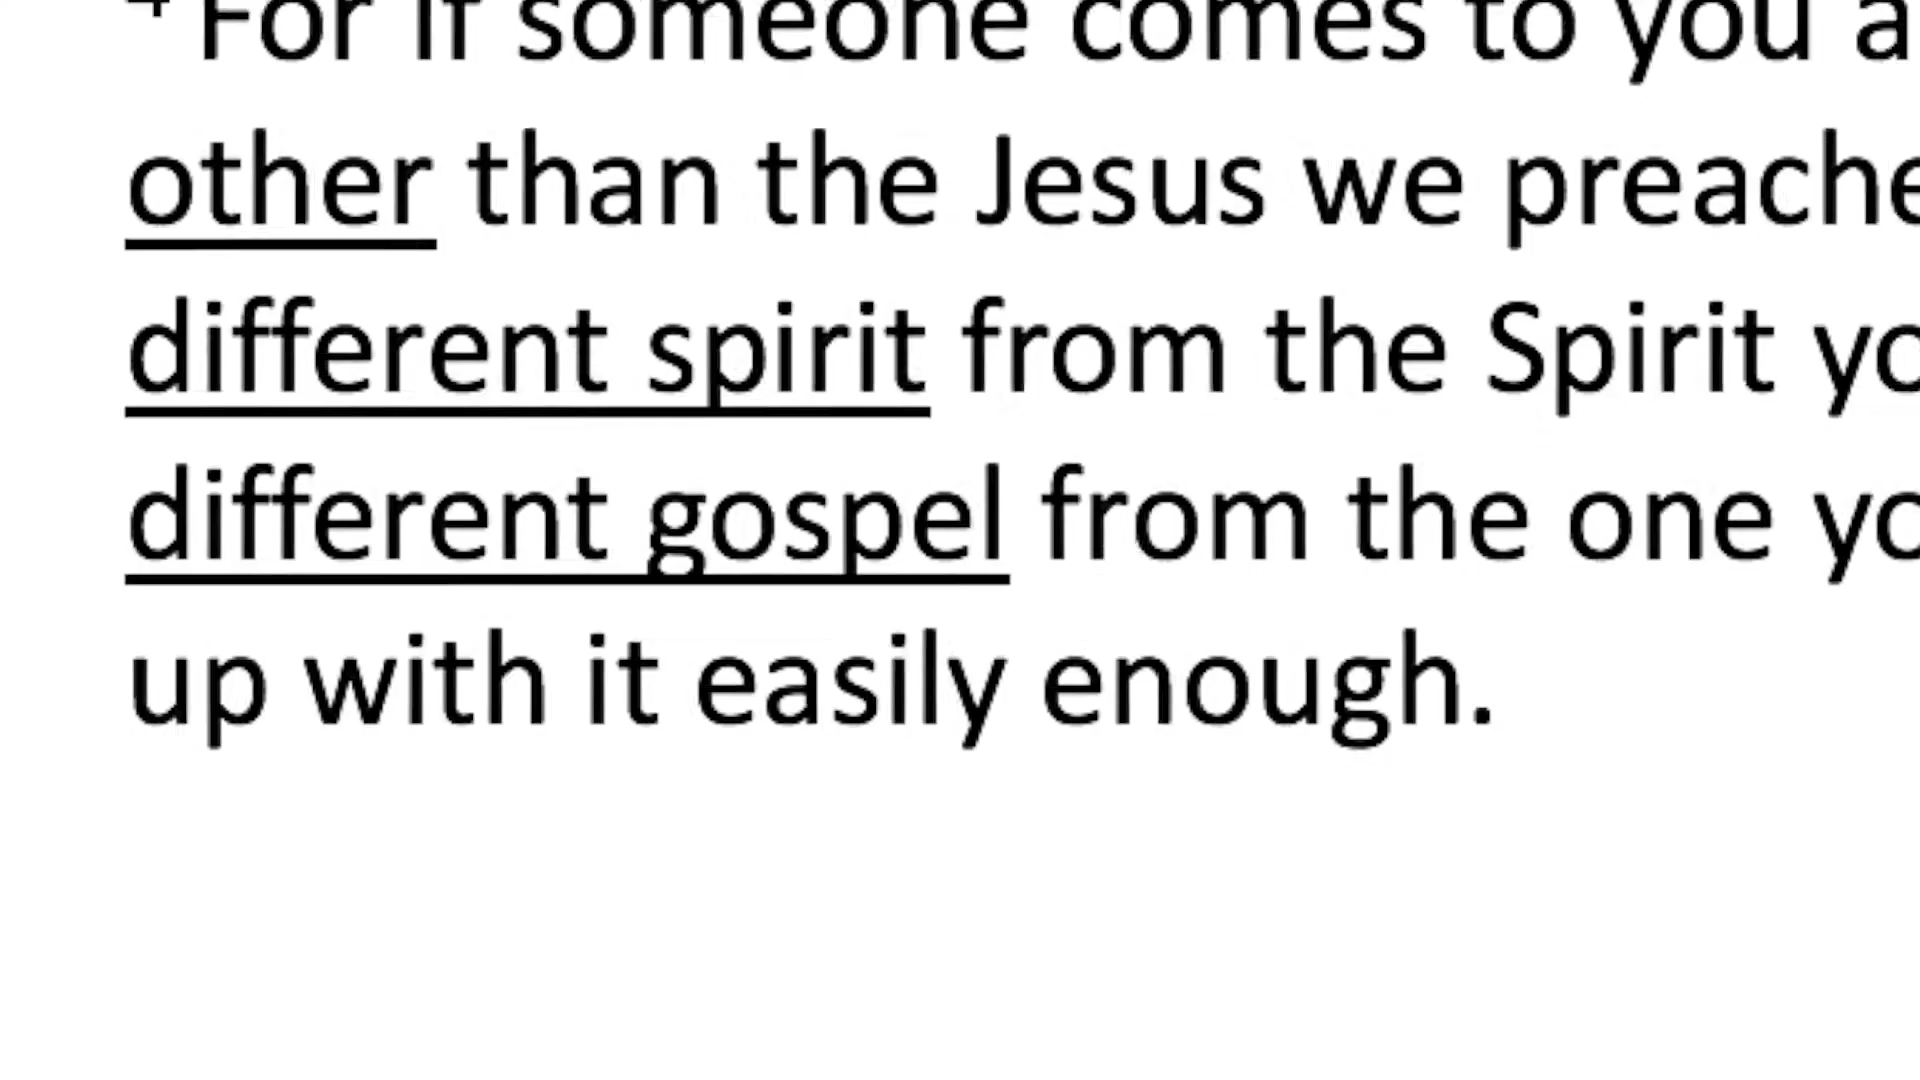 4 For if someone comes to you a
other than the Jesus we preache
different spirit from the Spirit yo
different gospel from the one yo
up with it easily enough.